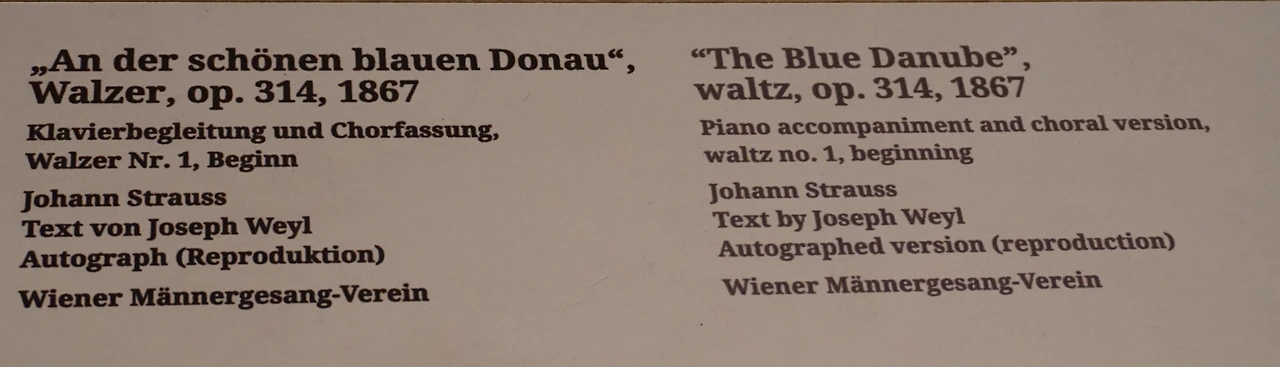 „An der schönen blauen Donau“,
Walzer, op. 314, 1867
Klavierbegleitung und Chorfassung,
Walzer Nr. 1, Beginn
Johann Strauss
Text von Joseph Weyl
Autograph (Reproduktion)
Wiener Männergesang-Verein
“The Blue Danube”,
waltz, op. 314, 1867
Piano accompaniment and choral version,
waltz no. 1, beginning
Johann Strauss
Text by Joseph Weyl
Autographed version (reproduction)
Wiener Männergesang-Verein